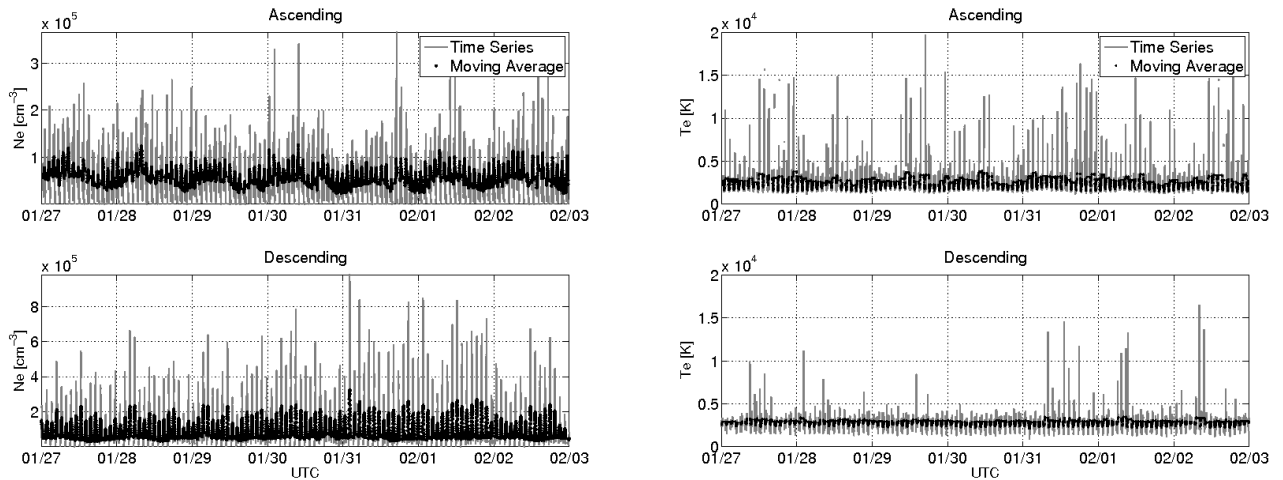 Ascending
x 10^5
Time Series
Moving Average
Ne [cm^-3]
3
2
1
01/27 01/28 01/29 01/30 01/31 02/01 02/02 02/03
Ascending
x 10^4
Time Series
Moving Average
Te [K]
2
1.5
1
0.5
0
01/27 01/28 01/29 01/30 01/31 02/01 02/02 02/03
Descending
x 10^5
Ne [cm^-3]
8
6
4
2
01/27 01/28 01/29 01/30 01/31 02/01 02/02 02/03
UTC
Descending
x 10^4
Te [K]
2
1.5
1
0.5
0
01/27 01/28 01/29 01/30 01/31 02/01 02/02 02/03
UTC